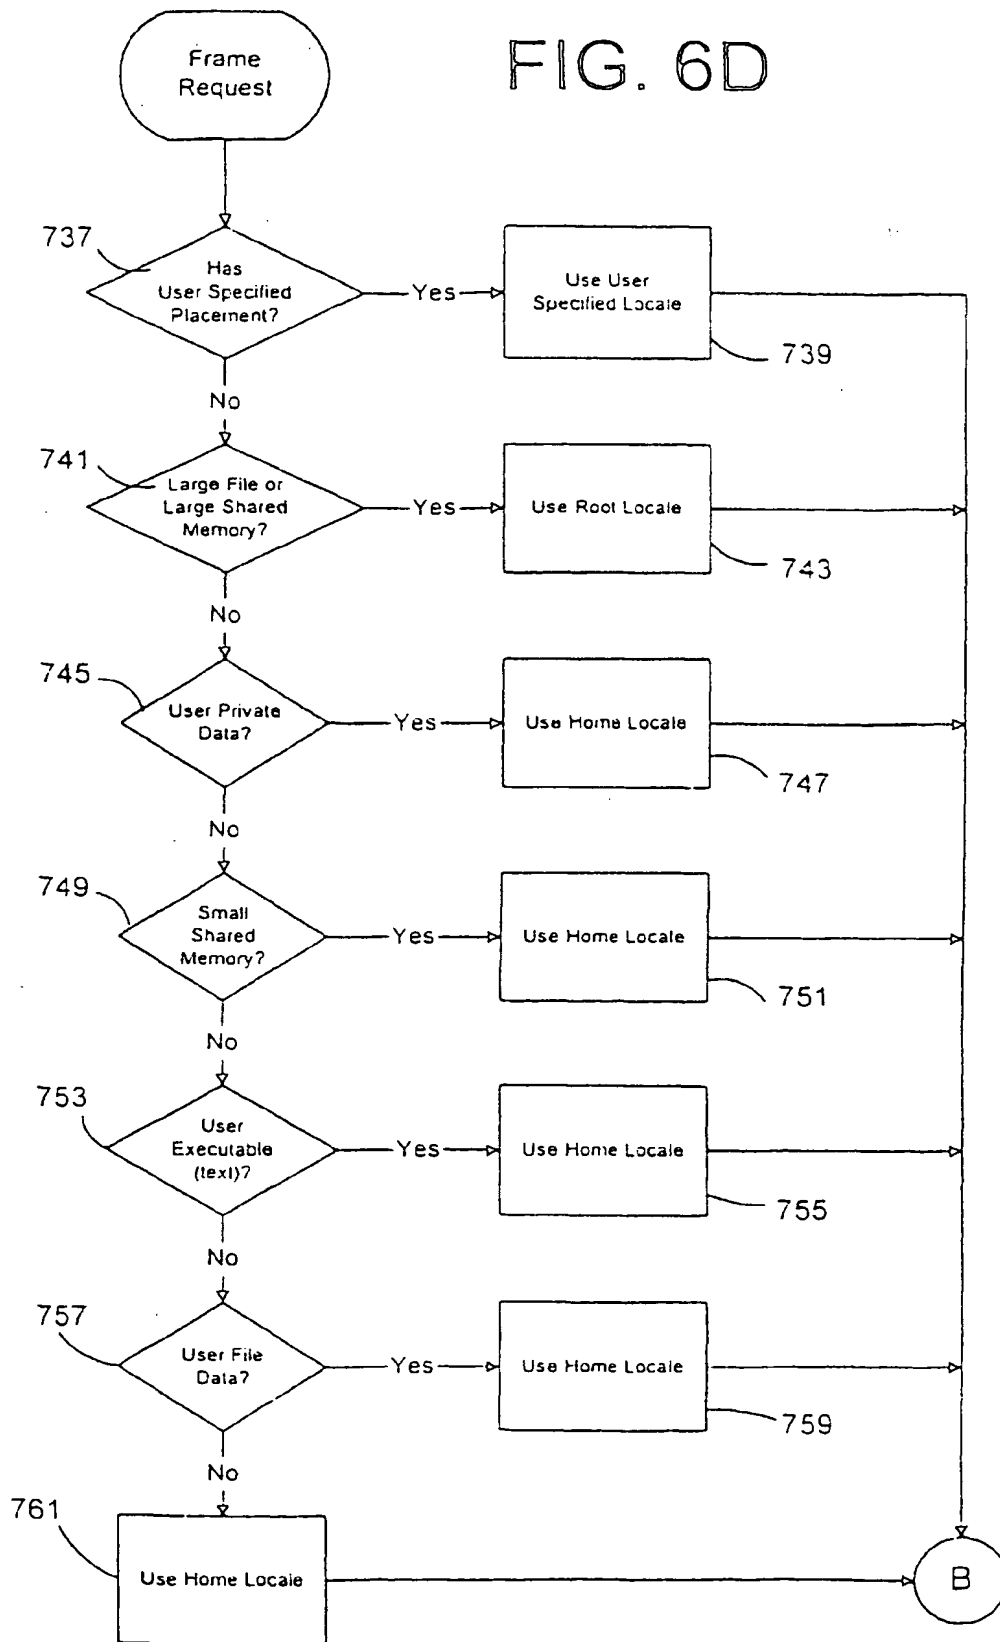 Frame
Request
FIG. 6D
737
Has
User Specified
Placement?
Yes
Use User
Specified Locale
739
No
741
Large File or
Large Shared
Memory?
Yes
Use Root Locale
743
No
745
User Private
Data?
Yes
Use Home Locale
747
No
749
Small
Shared
Memory?
Yes
Use Home Locale
751
No
753
User
Executable
(text)?
Yes
Use Home Locale
755
No
757
User File
Data?
Yes
Use Home Locale
759
No
761
Use Home Locale
B